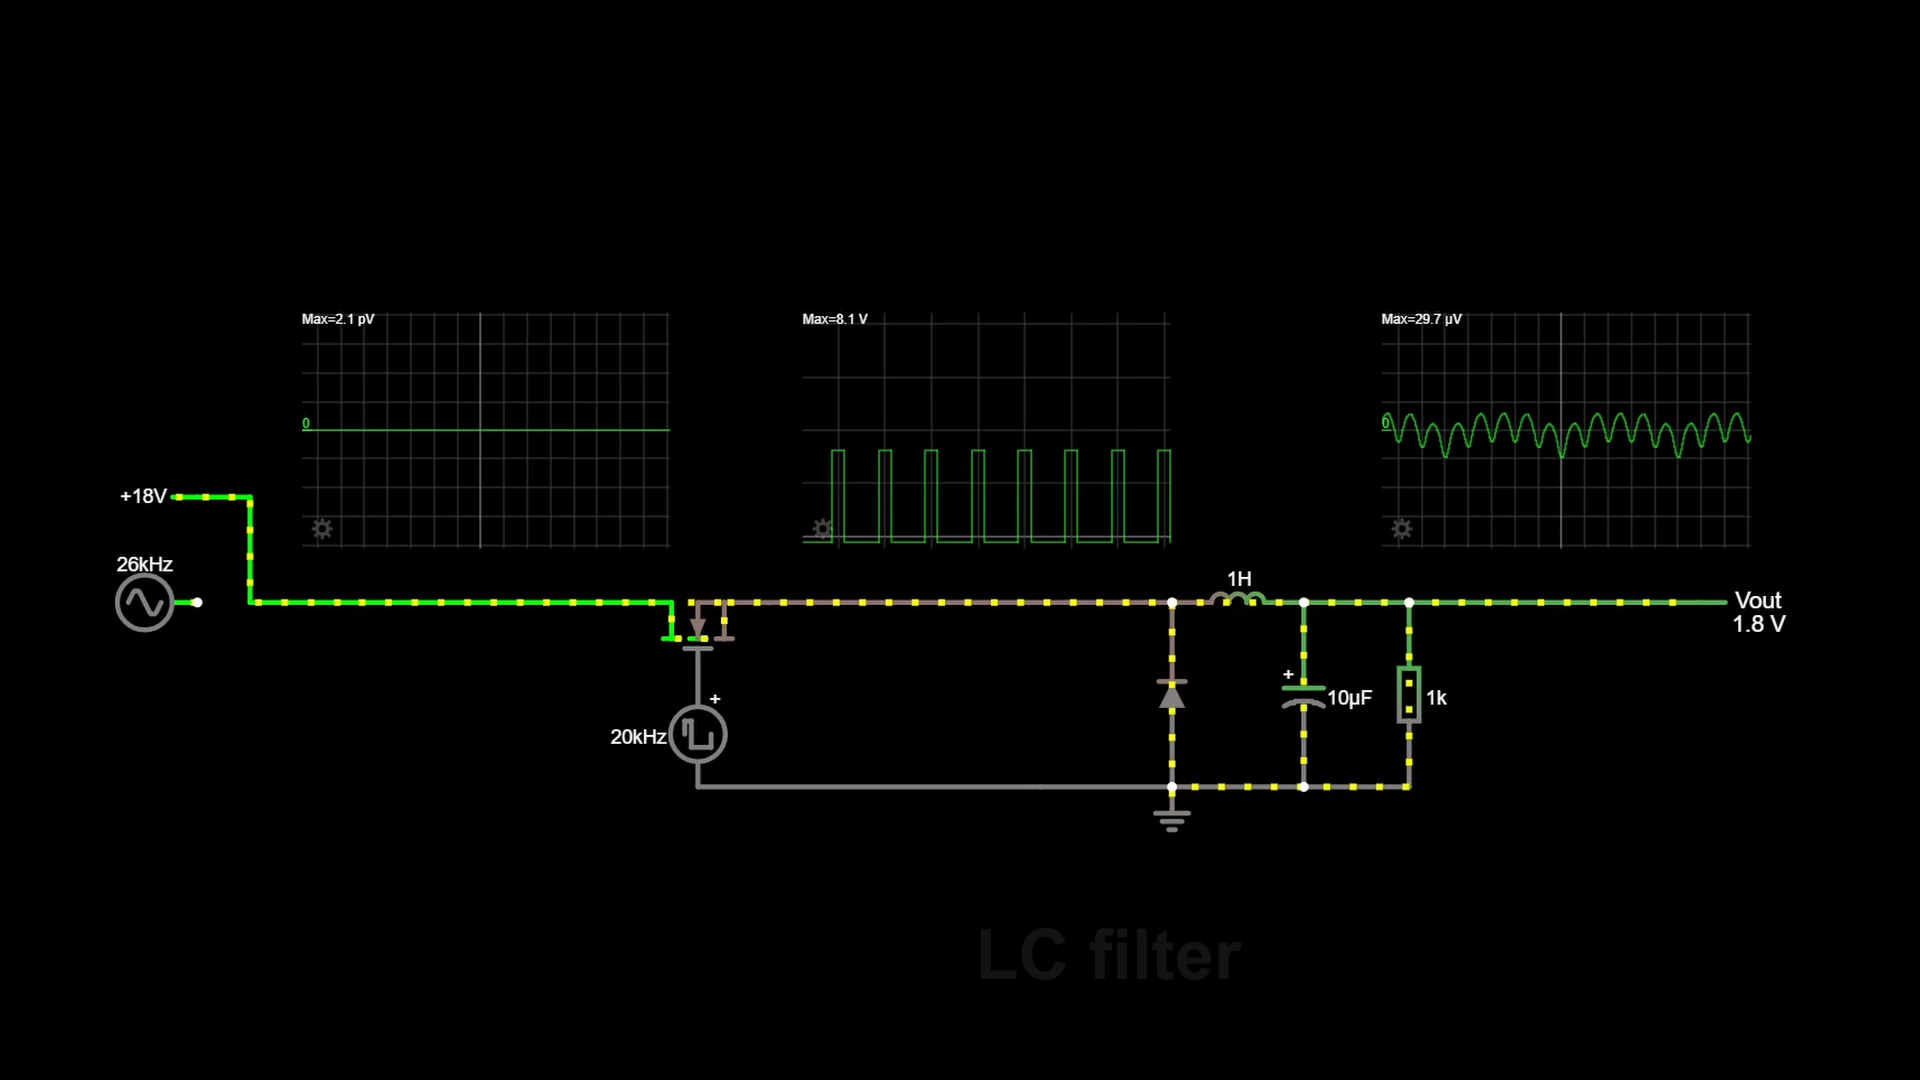 Max=2.1 pV
Max=8.1 V
Max=29.7 µV
0
0
+18V
26kHz
1H
Vout
1.8 V
+
10µF
1k
+
20kHz
LC filter